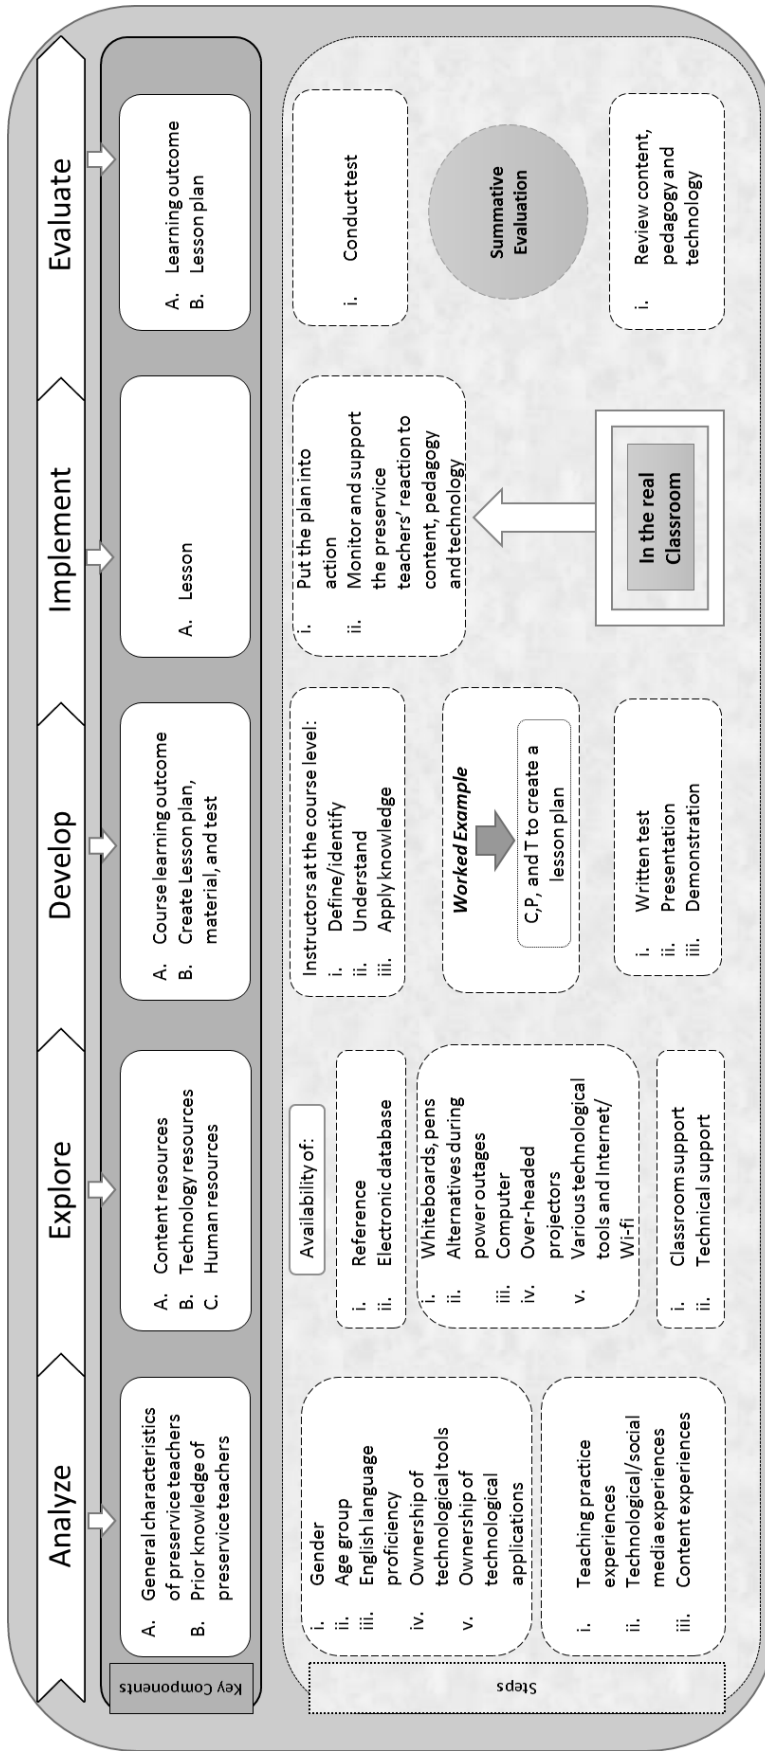 Analyze
Explore
Develop
Implement
Evaluate
Key Components
A. General characteristics
of preservice teachers
B. Prior knowledge of
preservice teachers
A. Content resources
B. Technology resources
C. Human resources
A. Course learning outcome
B. Create Lesson plan,
material, and test
A. Lesson
A. Learning outcome
B. Lesson plan
Steps
i. Gender
ii. Age group
iii. English language
proficiency
iv. Ownership of
technological tools
v. Ownership of
technological
applications
i. Teaching practice
experiences
ii. Technological/social
media experiences
iii. Content experiences
Availability of:
i. Reference
ii. Electronic database
i. Whiteboards, pens
ii. Alternatives during
power outages
iii. Computer
iv. Over-headed
projectors
v. Various technological
tools and Internet/
Wi-fi
i. Classroom support
ii. Technical support
Instructors at the course level:
i. Define/identify
ii. Understand
iii. Apply knowledge
Worked Example
C,P, and T to create a
lesson plan
i. Written test
ii. Presentation
iii. Demonstration
i. Put the plan into
action
ii. Monitor and support
the preservice
teachers' reaction to
content, pedagogy
and technology
In the real
Classroom
i. Conduct test
Summative
Evaluation
i. Review content,
pedagogy and
technology